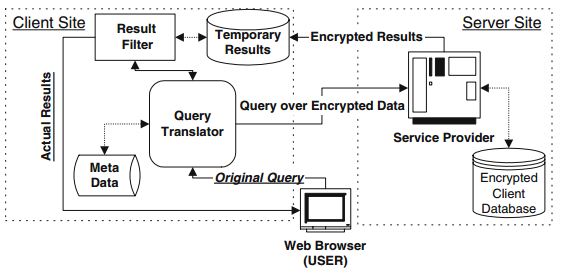 Client Site
Server Site
Result
Filter
Temporary
Results
Encrypted Results
Actual Results
Query
Translator
Query over Encrypted Data
Service Provider
Meta
Data
Original Query
Encrypted
Client
Database
Web Browser
(USER)